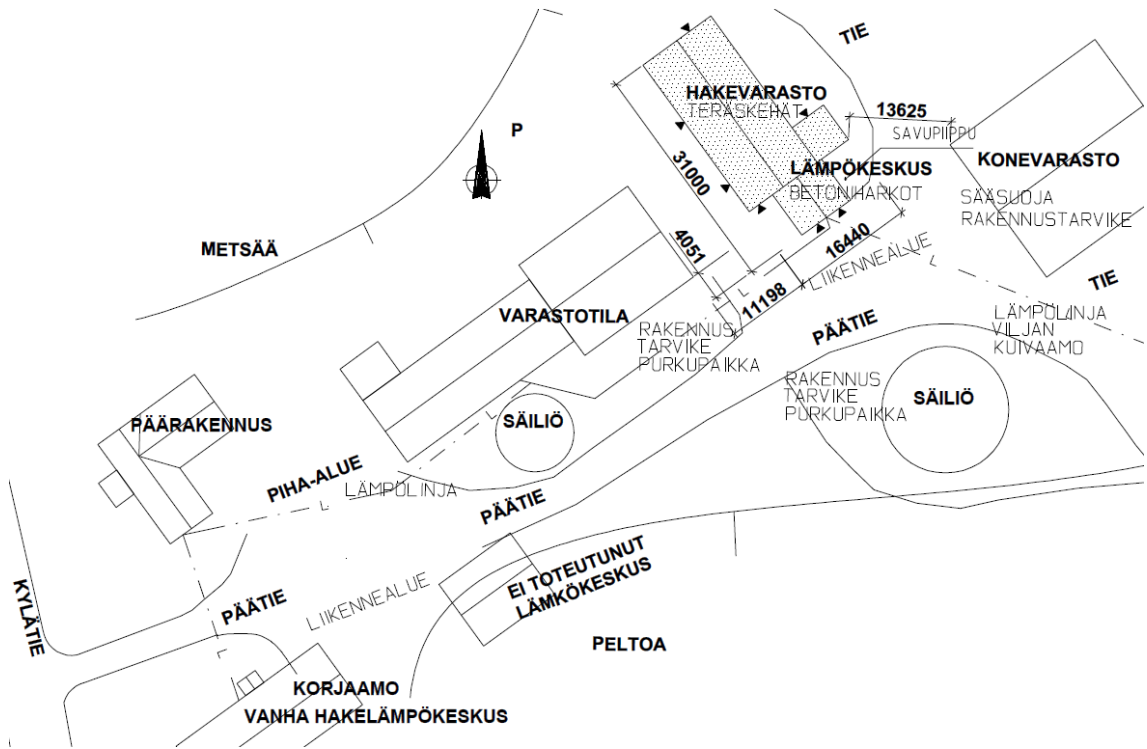 TIE
HAKEVARASTO
TERÄSKEHÄT
13625
SAVUPIIPPU
P
LÄMPÖKESKUS
BETONIHARKOT
KONEVARASTO
SÄÄSUOJA
RAKENNUSTARVIKE
31000
METSÄÄ
4051
16440
LIIKENNEALUE
L
L
TIE
11198
VARASTOTILA
RAKENNUS
TARVIKE
PURKUPAIKKA
PÄÄTIE
LÄMPÖLINJA
VILJAN
KUIVAAMO
RAKENNUS
TARVIKE
PURKUPAIKKA
SÄILIÖ
PÄÄRAKENNUS
SÄILIÖ
L
PIHA-ALUE
LÄMPÖLINJA
L
PÄÄTIE
EI TOTEUTUNUT
LÄMKÖKESKUS
KYLÄTIE
PÄÄTIE
LIIKENNEALUE
PELTOA
L
KORJAAMO
VANHA HAKELÄMPÖKESKUS